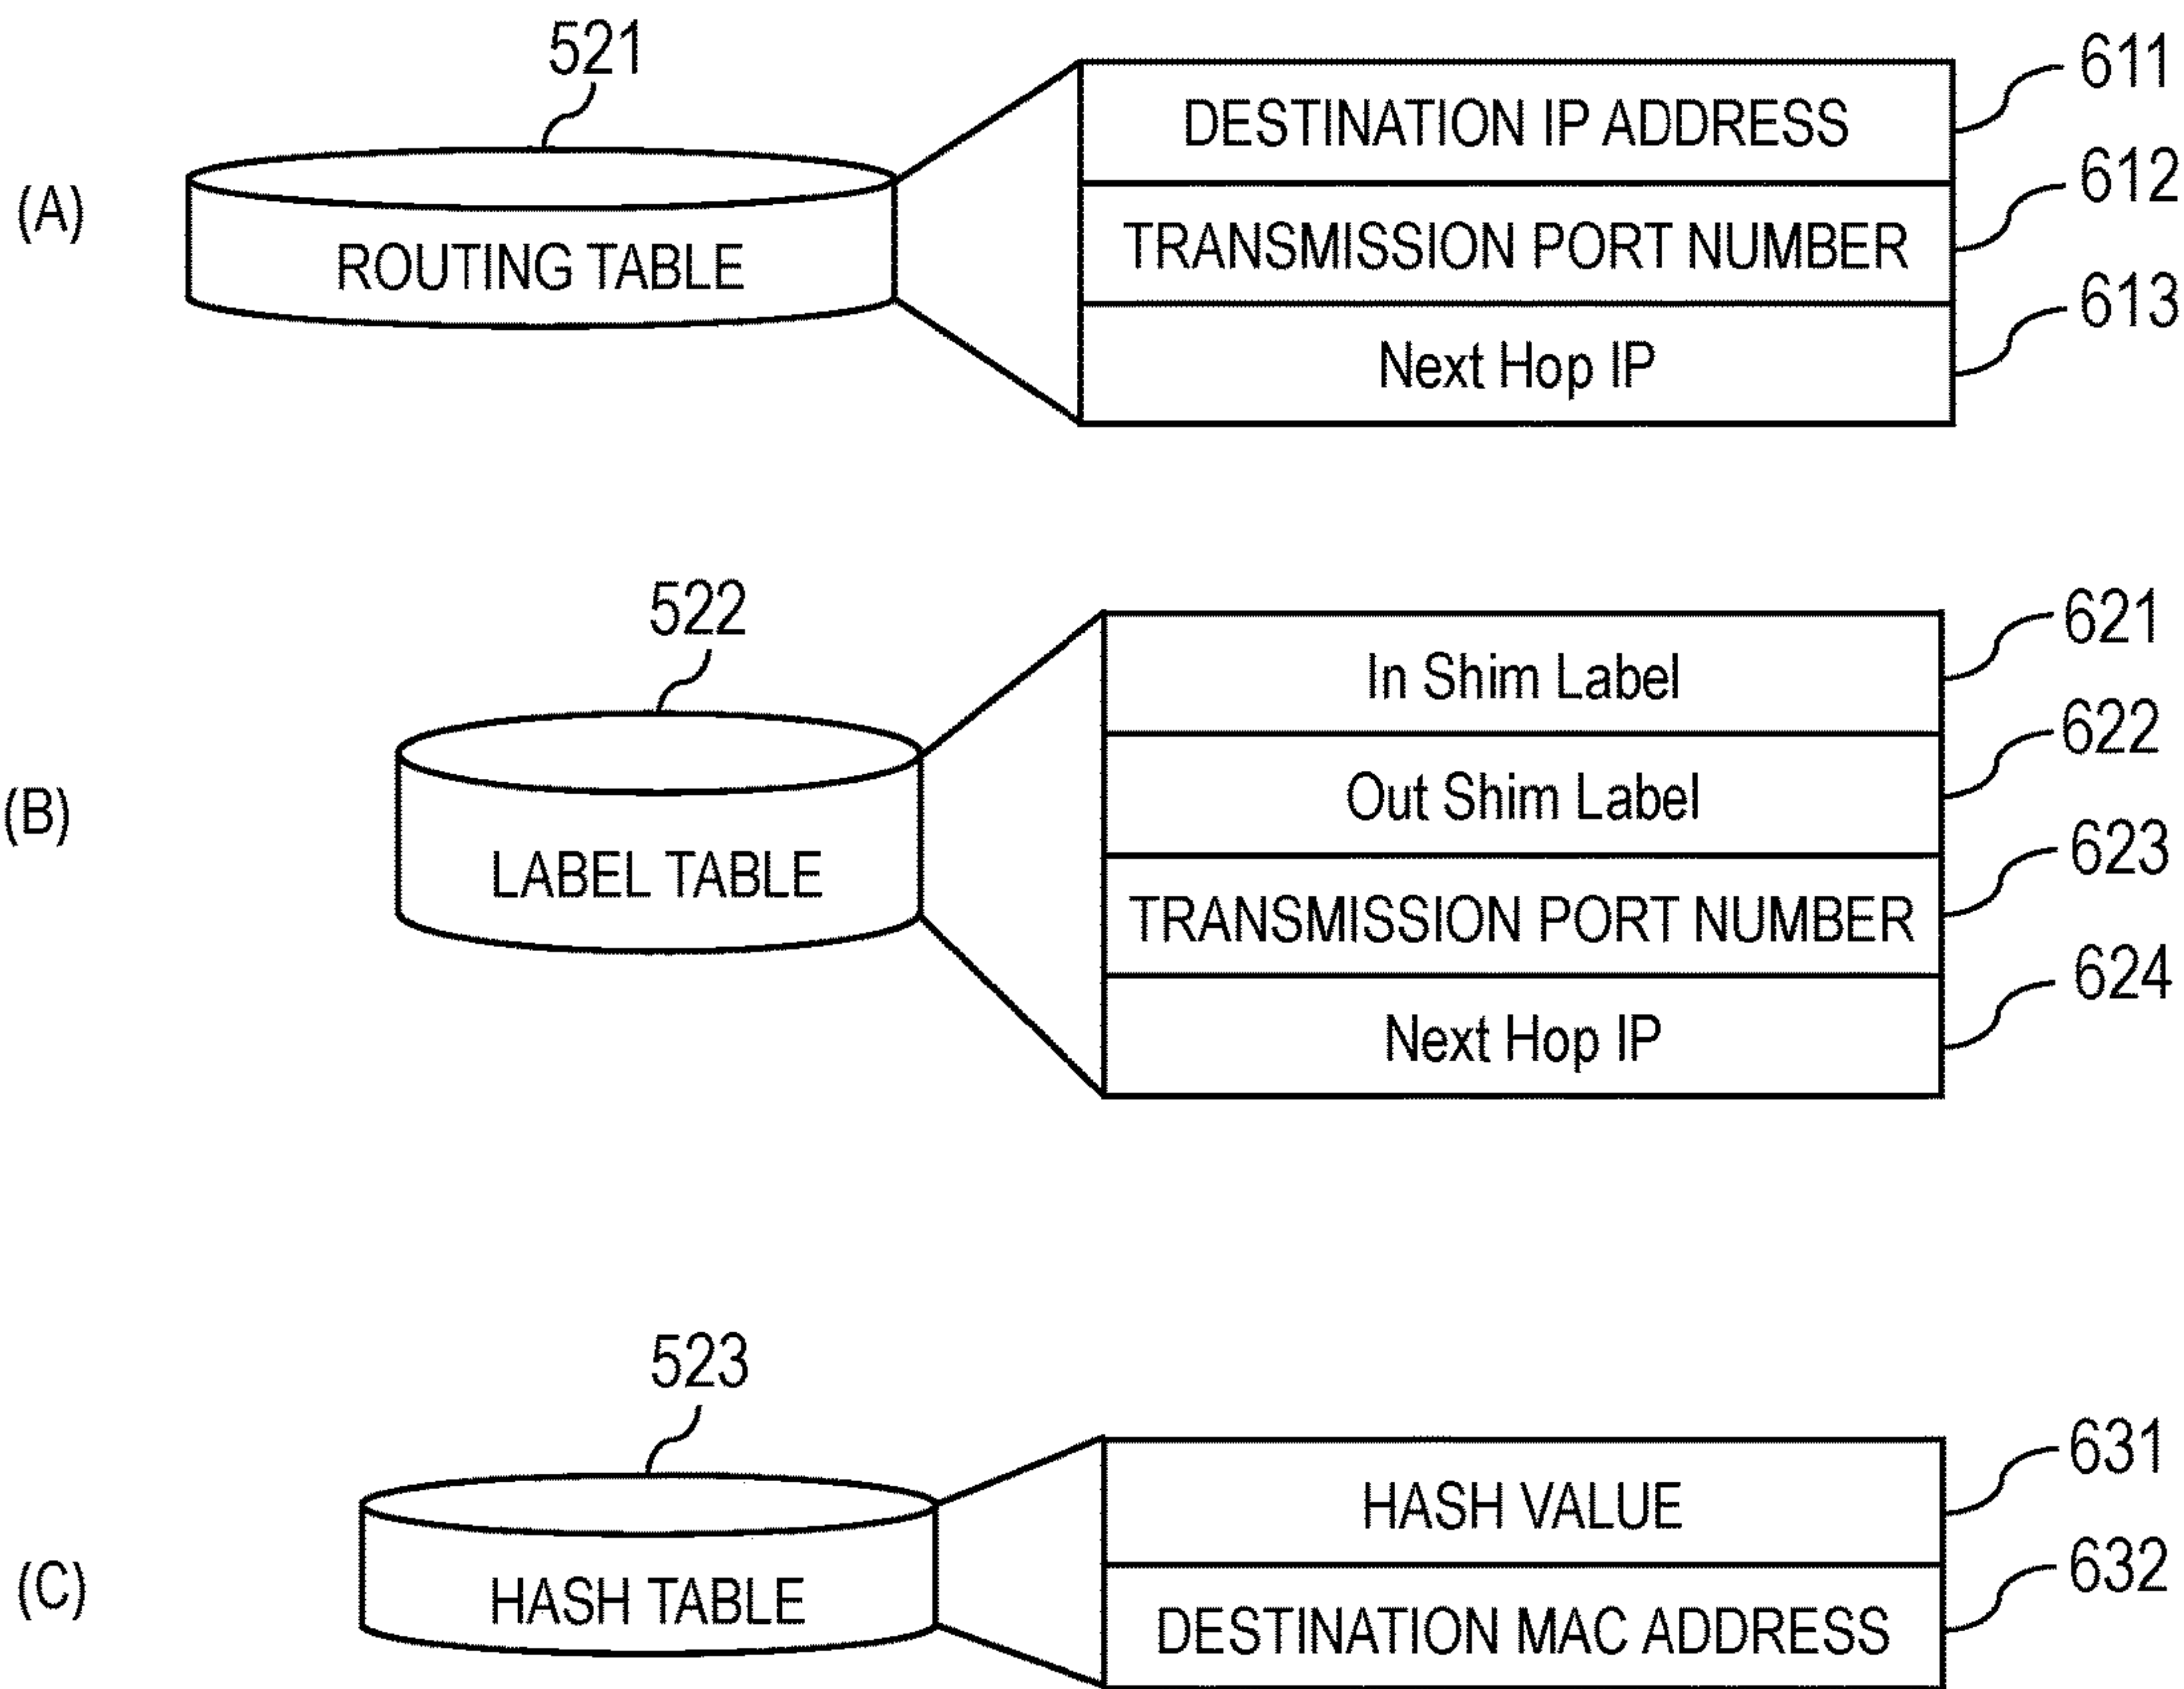 521
611
DESTINATION IP ADDRESS
(A)
612
ROUTING TABLE
TRANSMISSION PORT NUMBER
613
Next Hop IP
522
621
In Shim Label
622
Out Shim Label
(B)
LABEL TABLE
623
TRANSMISSION PORT NUMBER
624
Next Hop IP
523
631
HASH VALUE
632
(C)
HASH TABLE
DESTINATION MAC ADDRESS